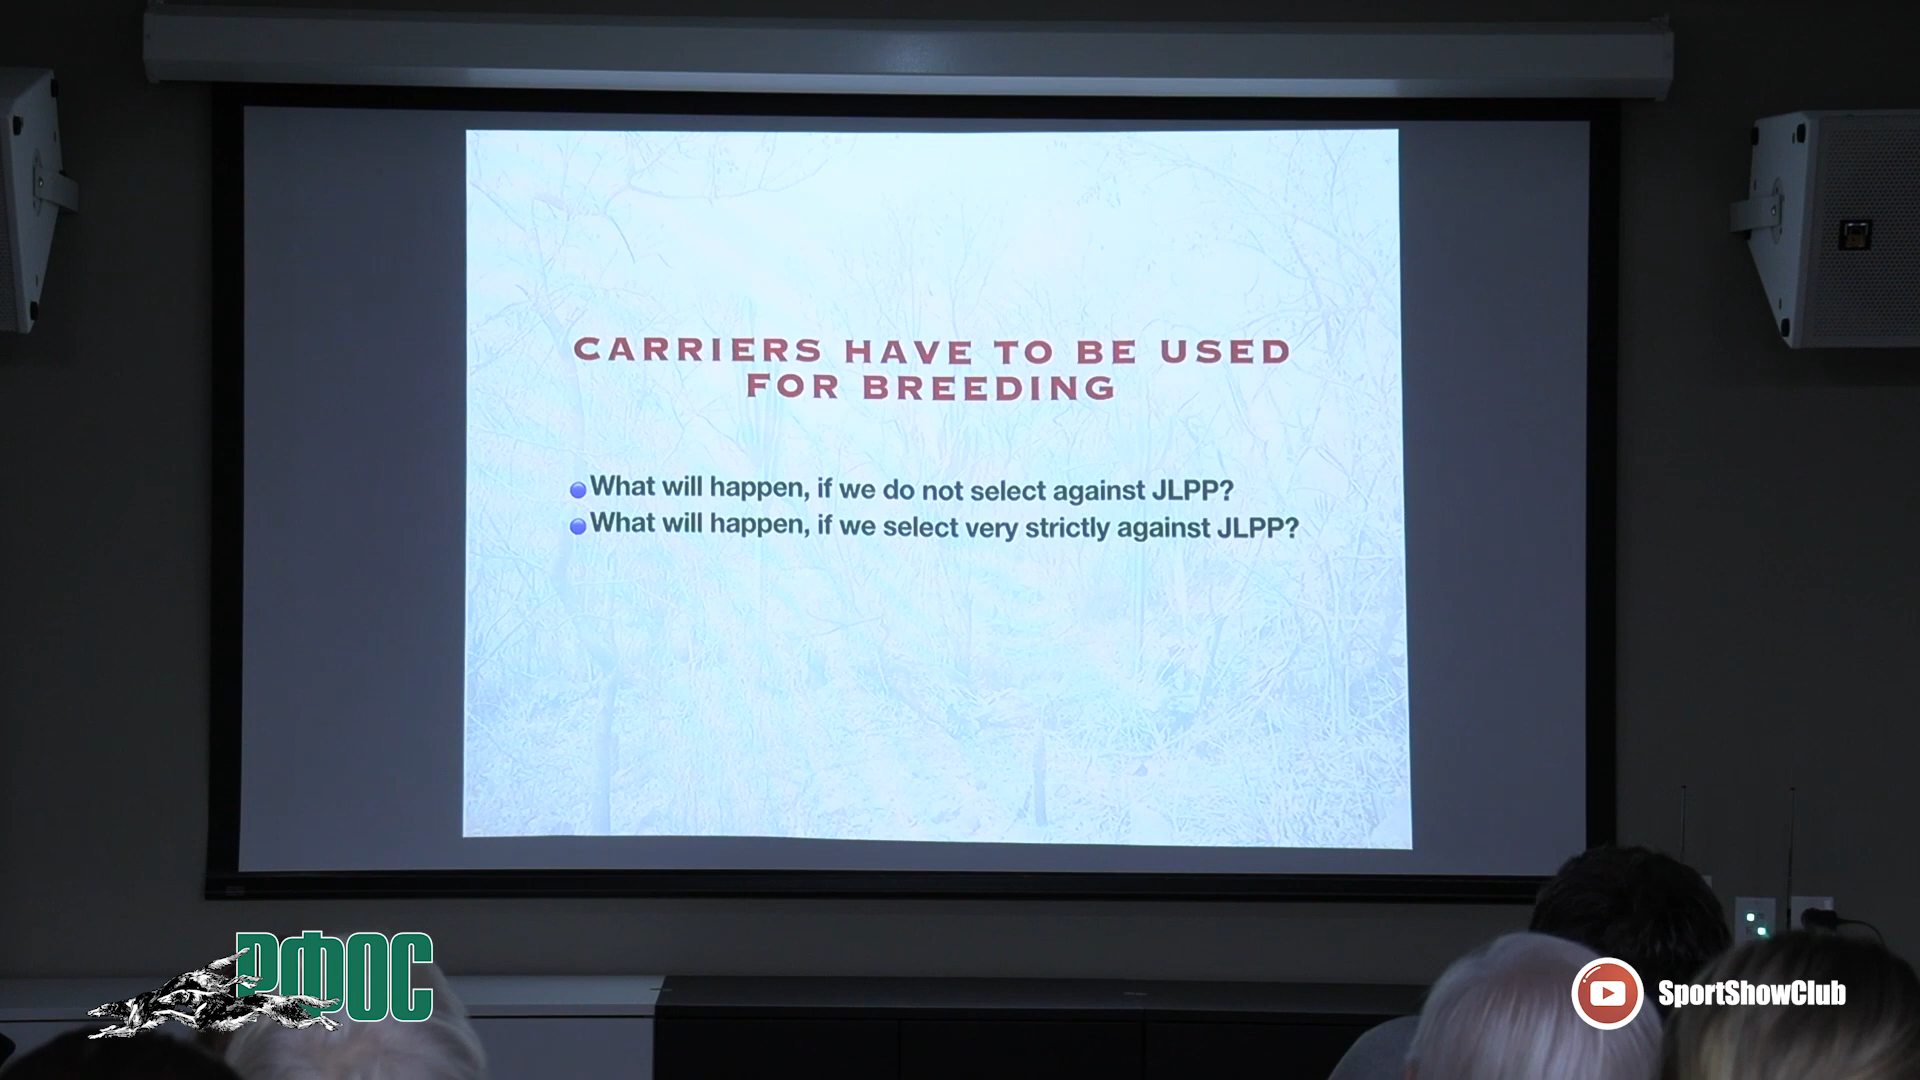 CARRIERS HAVE TO BE USED
FOR BREEDING
What will happen, if we do not select against JLPP?
What will happen, if we select very strictly against JLPP?
РФОС
SportShowClub